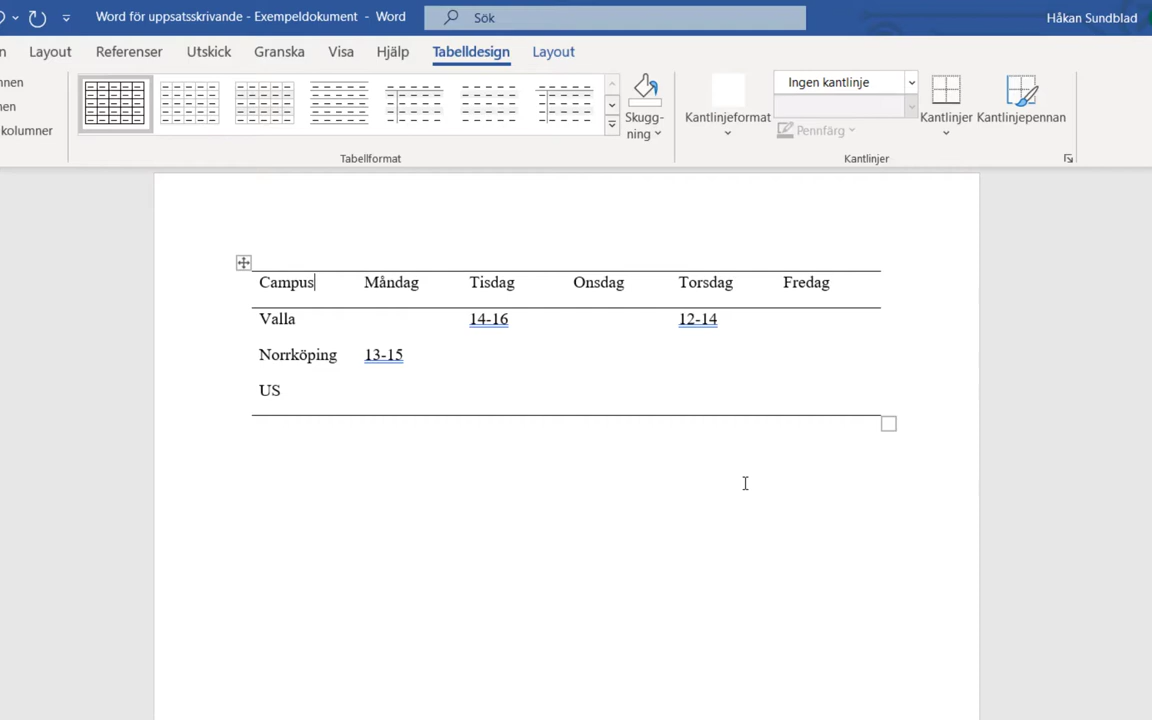 Word för uppsatsskrivande - Exempeldokument - Word
Sök
Håkan Sundblad
n Layout Referenser Utskick Granska Visa Hjälp Tabelldesign Layout
nnen
en
kolumner
Skugg-
ning
Kantlinjeformat
Ingen kantlinje
Pennfärg
Kantlinjer Kantlinjepennan
Tabellformat
Kantlinjer
Campus Måndag Tisdag Onsdag Torsdag Fredag
Valla 14-16 12-14
Norrköping 13-15
US